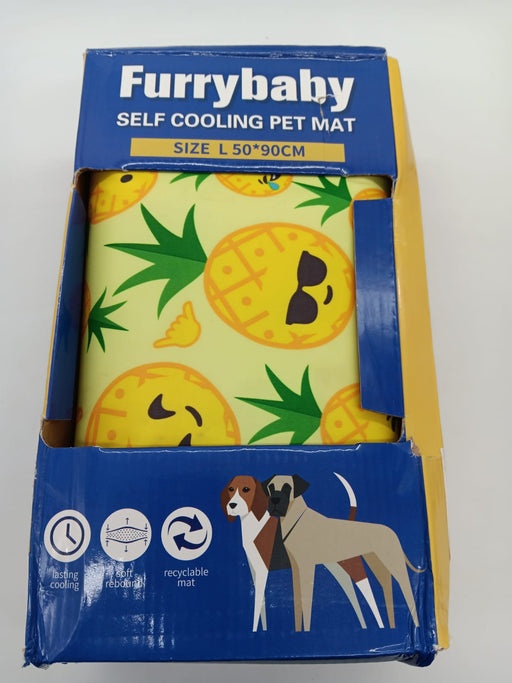 Furrybaby
SELF COOLING PET MAT
SIZE L 50*90CM
lasting
cooling
soft
rebound
recyclable
mat